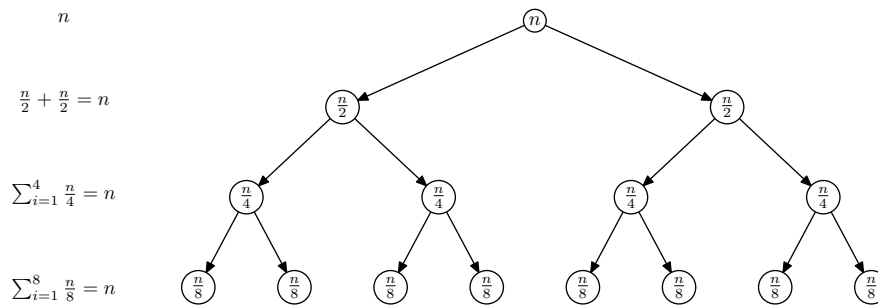 n n
n/2 + n/2 = n n/2 n/2
∑_{i=1}^{4} n/4 = n n/4 n/4 n/4 n/4
∑_{i=1}^{8} n/8 = n n/8 n/8 n/8 n/8 n/8 n/8 n/8 n/8